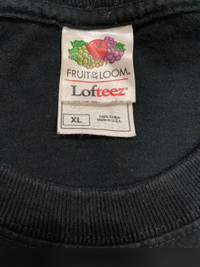 FRUIT OF THE LOOM®
Lofteez®
XL
100% Cotton
Made in U.S.A.